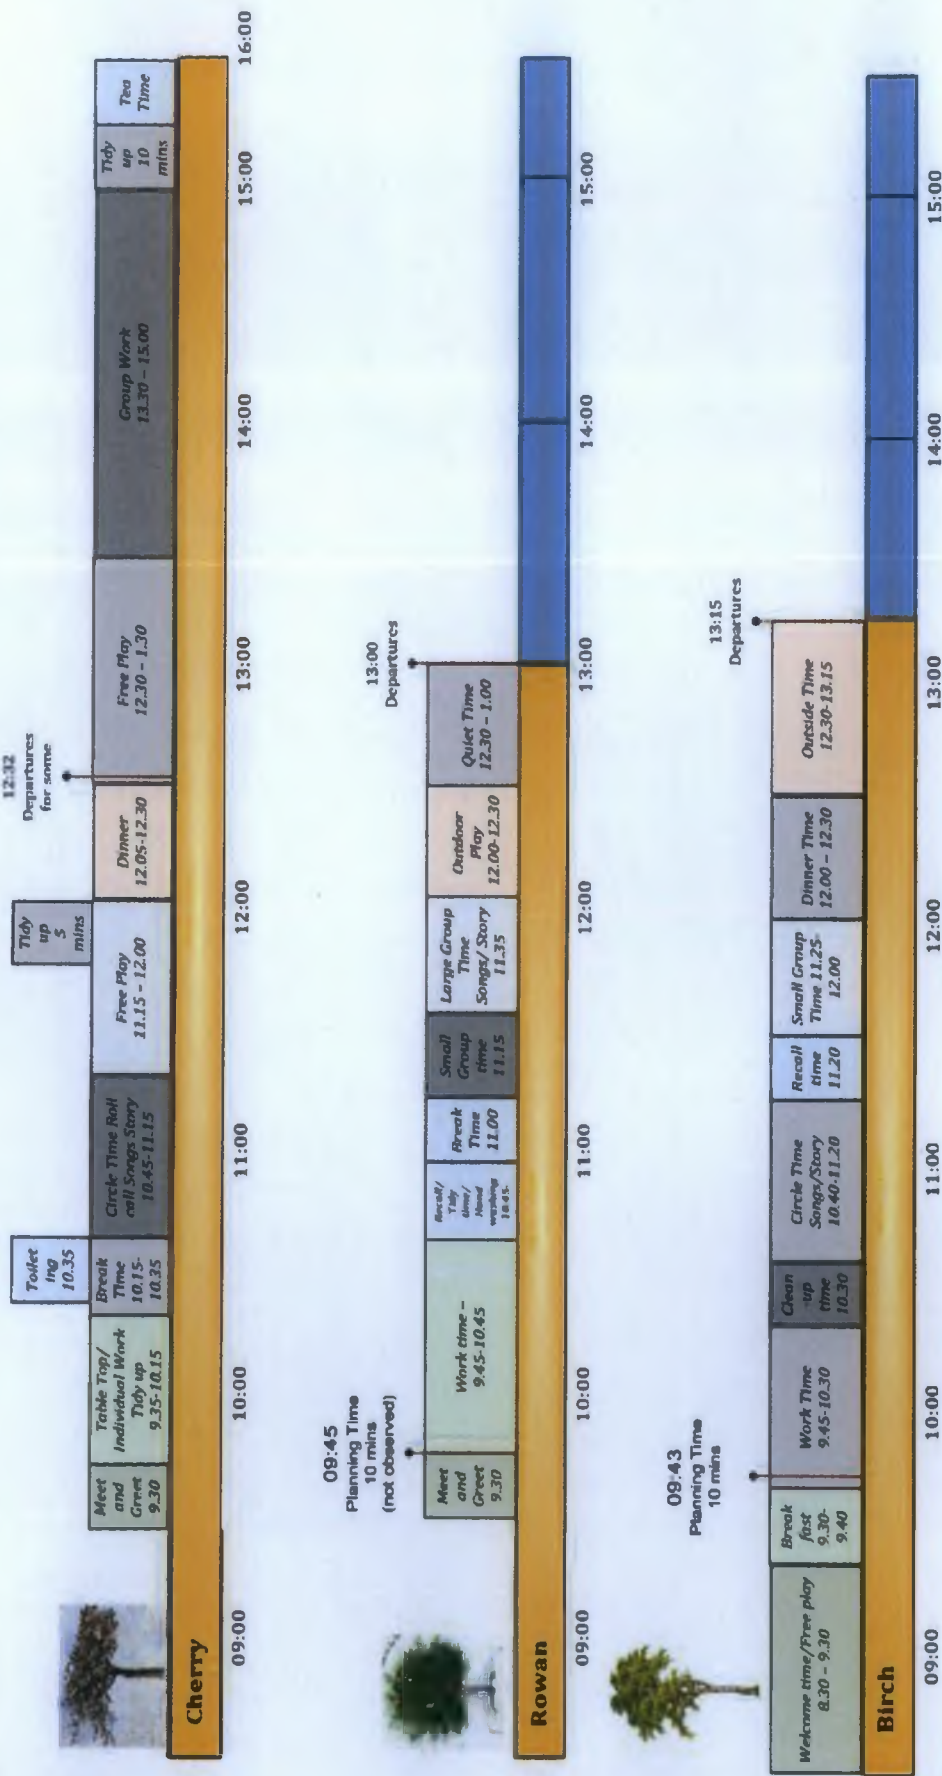 12:32
Departures
for some
Toilet
ing
10.35
Tidy
up
5
mins
Meet
and
Greet
9.30
Table Top/
Individual Work
Tidy up
9.35-10.15
Break
Time
10.15-
10.35
Circle Time Roll
call Songs Story
10.45-11.15
Free Play
11.15 – 12.00
Dinner
12.05-12.30
Free Play
12.30 – 1.30
Group Work
13.30 – 15.00
Tidy
up
10
mins
Tea
Time
Cherry
09:00
10:00
11:00
12:00
13:00
14:00
15:00
16:00
09:45
Planning Time
10 mins
(not observed)
13:00
Departures
Meet
and
Greet
9.30
Work time –
9.45-10.45
Recall/
Tidy
time/
Hand
washing
10.45-
Break
Time
11.00
Small
Group
time
11.15
Large Group
Time
Songs/ Story
11.35
Outdoor
Play
12.00-12.30
Quiet Time
12.30 – 1.00
Rowan
09:00
10:00
11:00
12:00
13:00
14:00
15:00
09:43
Planning Time
10 mins
13:15
Departures
Welcome time/Free play
8.30 – 9.30
Break
fast
9.30-
9.40
Work Time
9.45-10.30
Clean
-up
time
10.30
Circle Time
Songs/Story
10.40-11.20
Recall
time
11.20
Small Group
Time 11.25-
12.00
Dinner Time
12.00 – 12.30
Outside Time
12.30-13.15
Birch
09:00
10:00
11:00
12:00
13:00
14:00
15:00